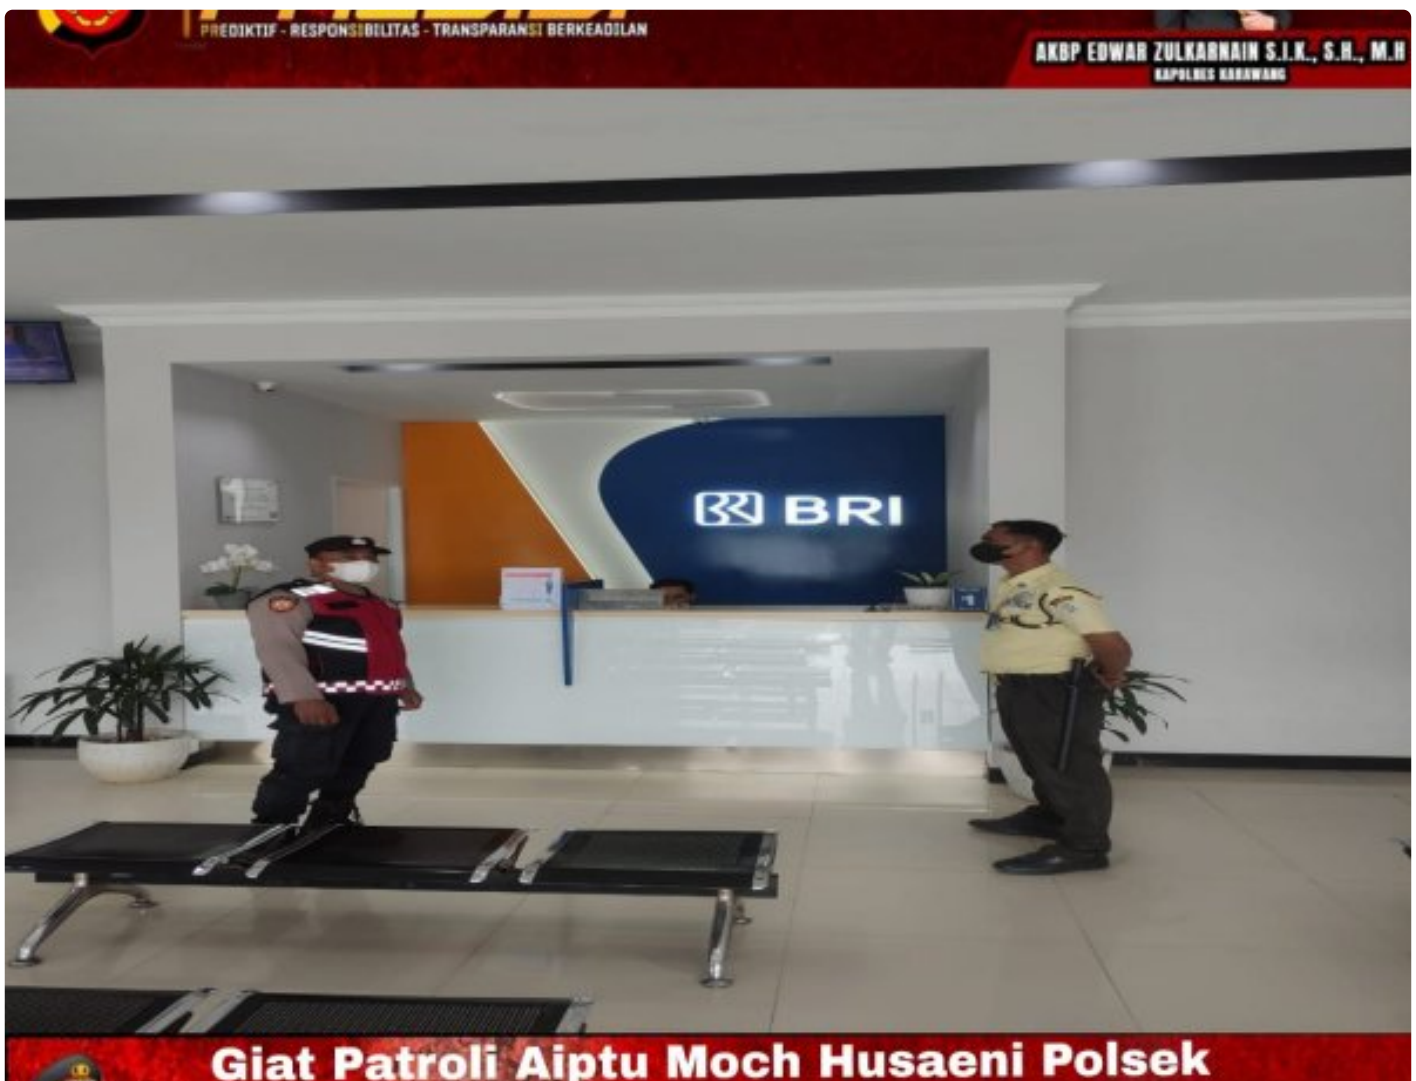 PREDIKTIF - RESPONSIBILITAS - TRANSPARANSI BERKEADILAN
AKBP EDWAR ZULKARNAIN S.I.K., S.H., M.H
KAPOLRES KARAWANG
BRI
Giat Patroli Aiptu Moch Husaeni Polsek